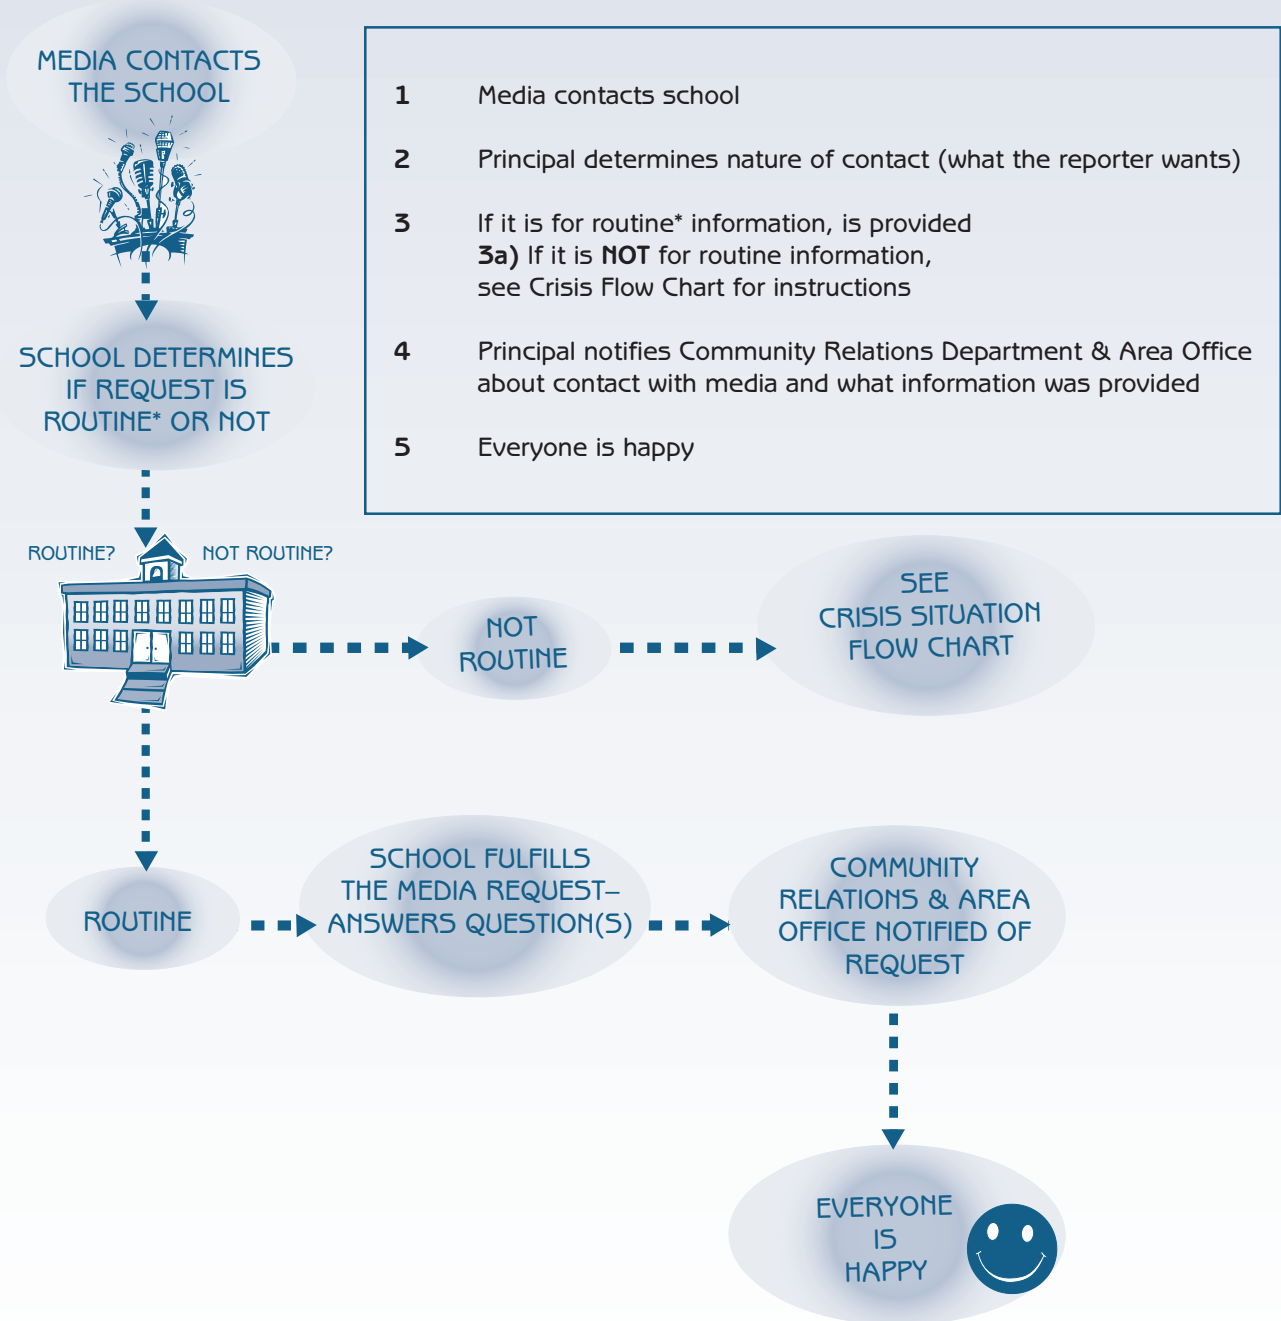 MEDIA CONTACTS
THE SCHOOL
1 Media contacts school
2 Principal determines nature of contact (what the reporter wants)
3 If it is for routine* information, is provided
3a) If it is NOT for routine information,
see Crisis Flow Chart for instructions
4 Principal notifies Community Relations Department & Area Office
about contact with media and what information was provided
5 Everyone is happy
SCHOOL DETERMINES
IF REQUEST IS
ROUTINE* OR NOT
ROUTINE? NOT ROUTINE?
NOT
ROUTINE
SEE
CRISIS SITUATION
FLOW CHART
ROUTINE
SCHOOL FULFILLS
THE MEDIA REQUEST–
ANSWERS QUESTION(S)
COMMUNITY
RELATIONS & AREA
OFFICE NOTIFIED OF
REQUEST
EVERYONE
IS
HAPPY